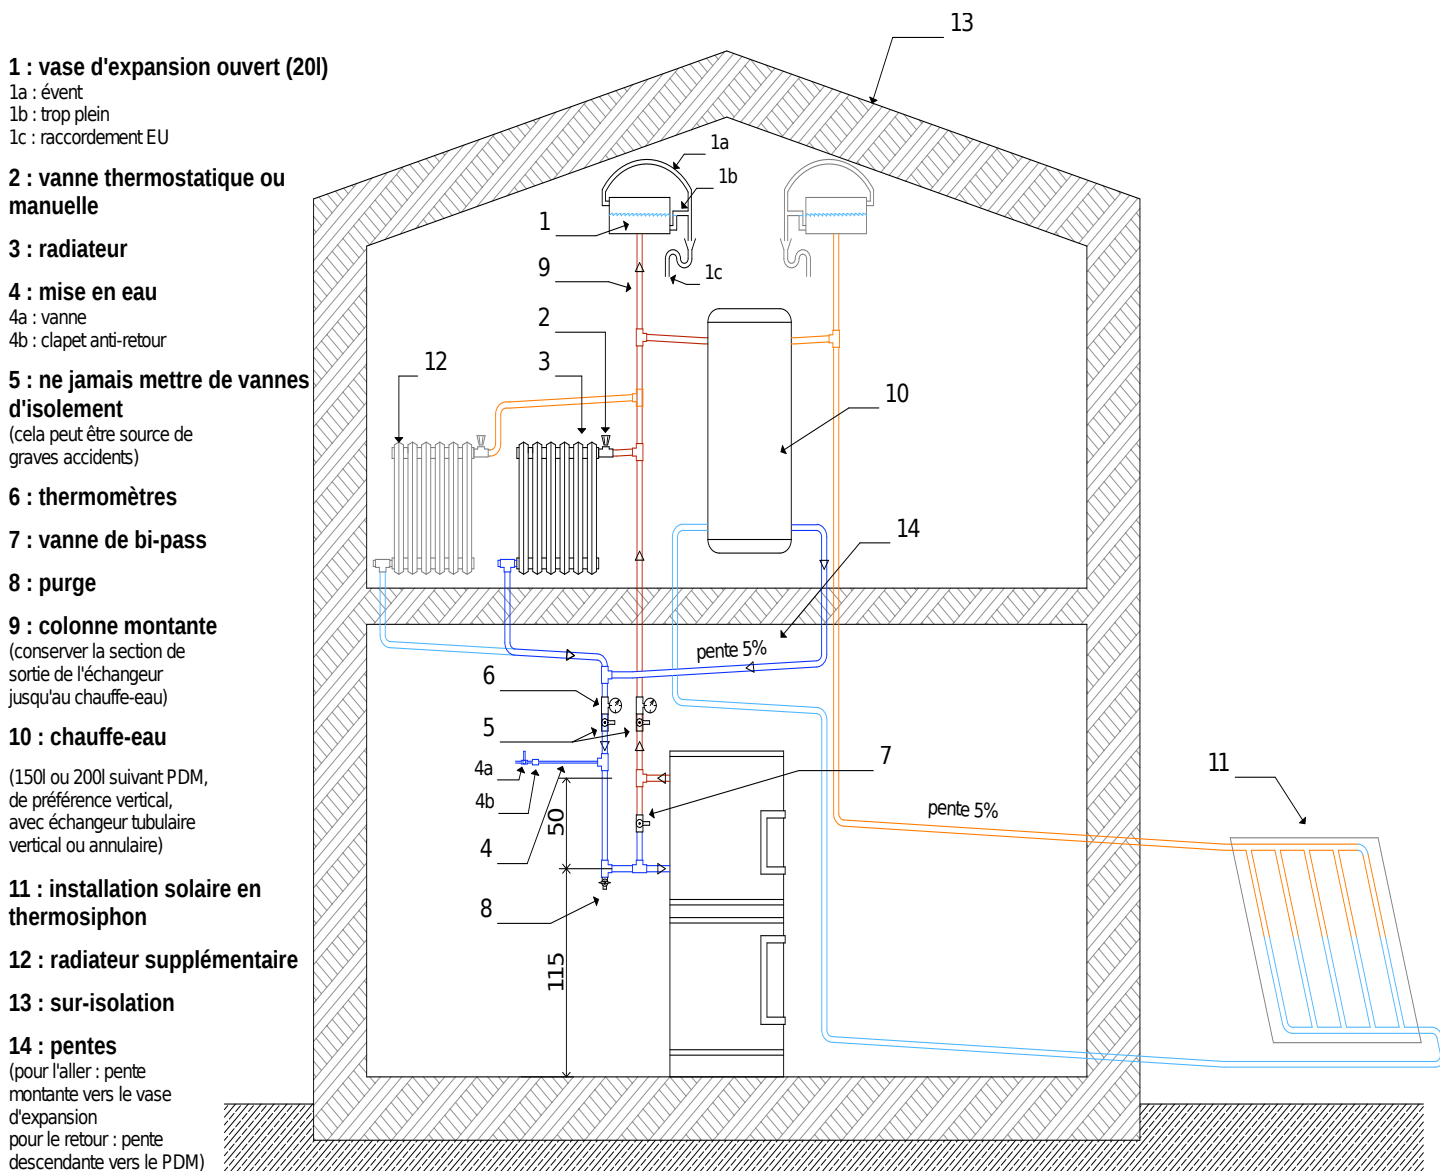 1 : vase d'expansion ouvert (20l)
1a : évent
1b : trop plein
1c : raccordement EU
2 : vanne thermostatique ou
manuelle
3 : radiateur
4 : mise en eau
4a : vanne
4b : clapet anti-retour
5 : ne jamais mettre de vannes
d'isolement
(cela peut être source de
graves accidents)
6 : thermomètres
7 : vanne de bi-pass
8 : purge
9 : colonne montante
(conserver la section de
sortie de l'échangeur
jusqu'au chauffe-eau)
10 : chauffe-eau
(150l ou 200l suivant PDM,
de préférence vertical,
avec échangeur tubulaire
vertical ou annulaire)
11 : installation solaire en
thermosiphon
12 : radiateur supplémentaire
13 : sur-isolation
14 : pentes
(pour l'aller : pente
montante vers le vase
d'expansion
pour le retour : pente
descendante vers le PDM)
13
1a
1b
1
9
1c
2
12
3
10
14
pente 5%
6
5
4a
7
11
4b
50
pente 5%
4
8
115